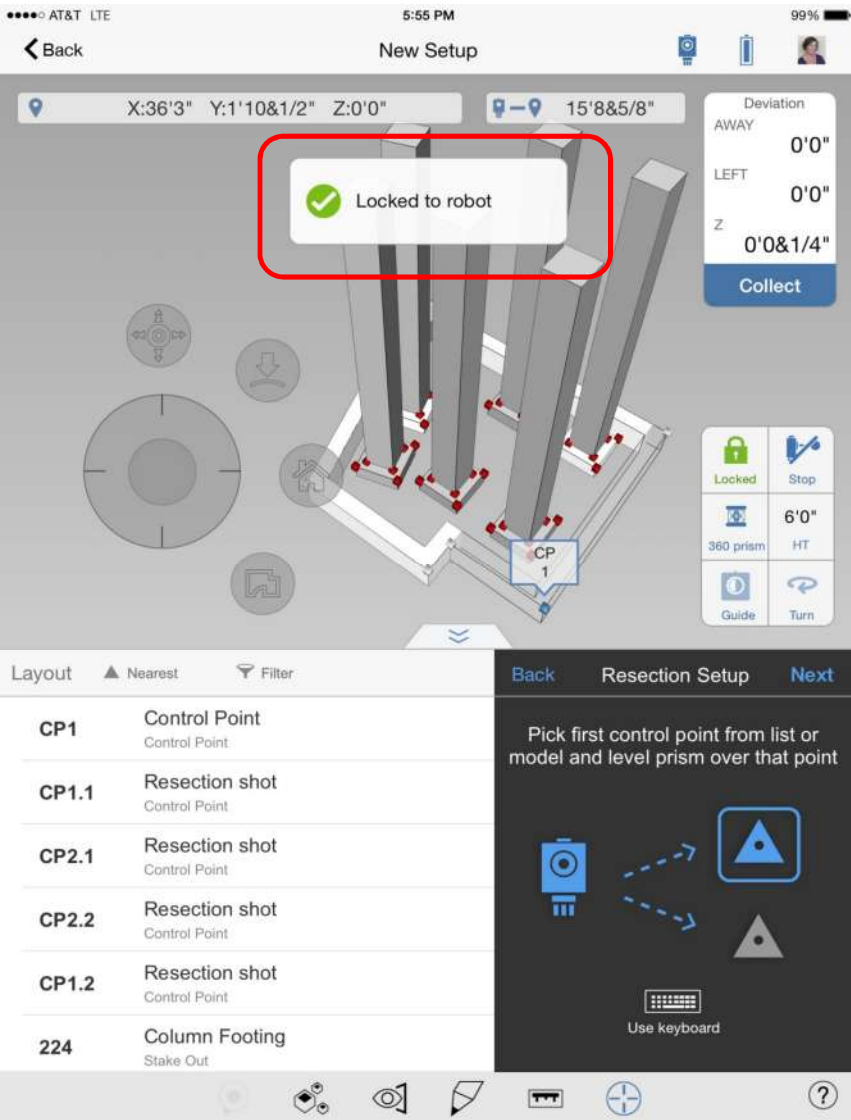 AT&T LTE 5:55 PM 99%
Back New Setup
X:36'3" Y:1'10&1/2" Z:0'0" 15'8&5/8"
Deviation
AWAY
0'0"
LEFT
0'0"
Z
0'0&1/4"
Collect
Locked to robot
Locked Stop
6'0"
360 prism HT
Guide Turn
CP
1
Layout Nearest Filter
CP1 Control Point
Control Point
CP1.1 Resection shot
Control Point
CP2.1 Resection shot
Control Point
CP2.2 Resection shot
Control Point
CP1.2 Resection shot
Control Point
224 Column Footing
Stake Out
Back Resection Setup Next
Pick first control point from list or
model and level prism over that point
Use keyboard
?